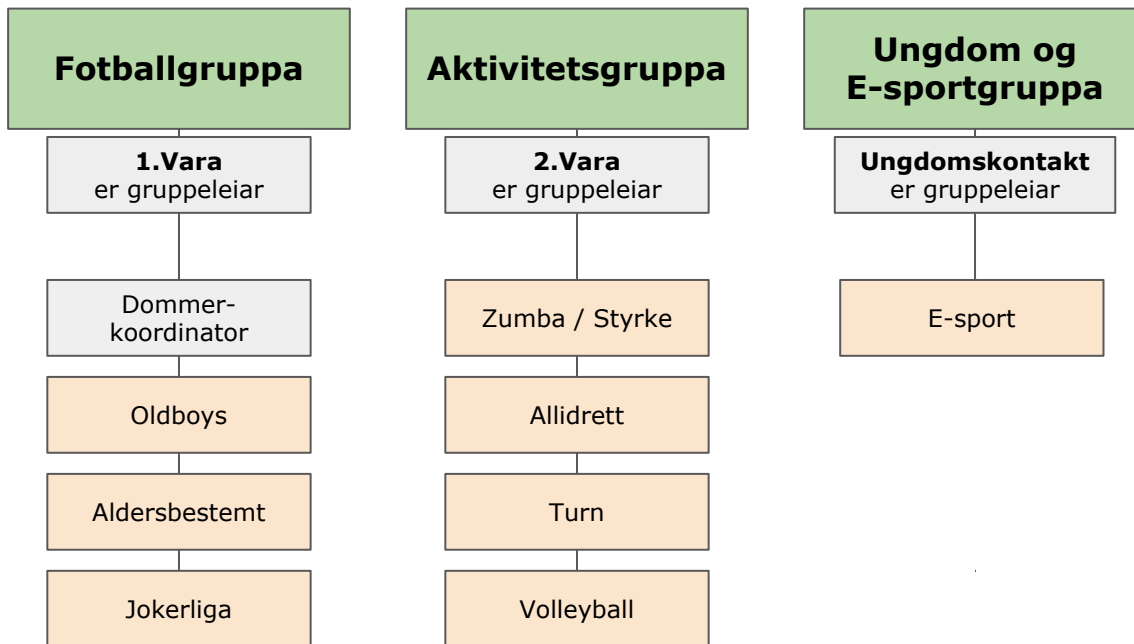 Fotballgruppa
1.Vara
er gruppeleiar
Dommer-
koordinator
Oldboys
Aldersbestemt
Jokerliga
Aktivitetsgruppa
2.Vara
er gruppeleiar
Zumba / Styrke
Allidrett
Turn
Volleyball
Ungdom og
E-sportgruppa
Ungdomskontakt
er gruppeleiar
E-sport